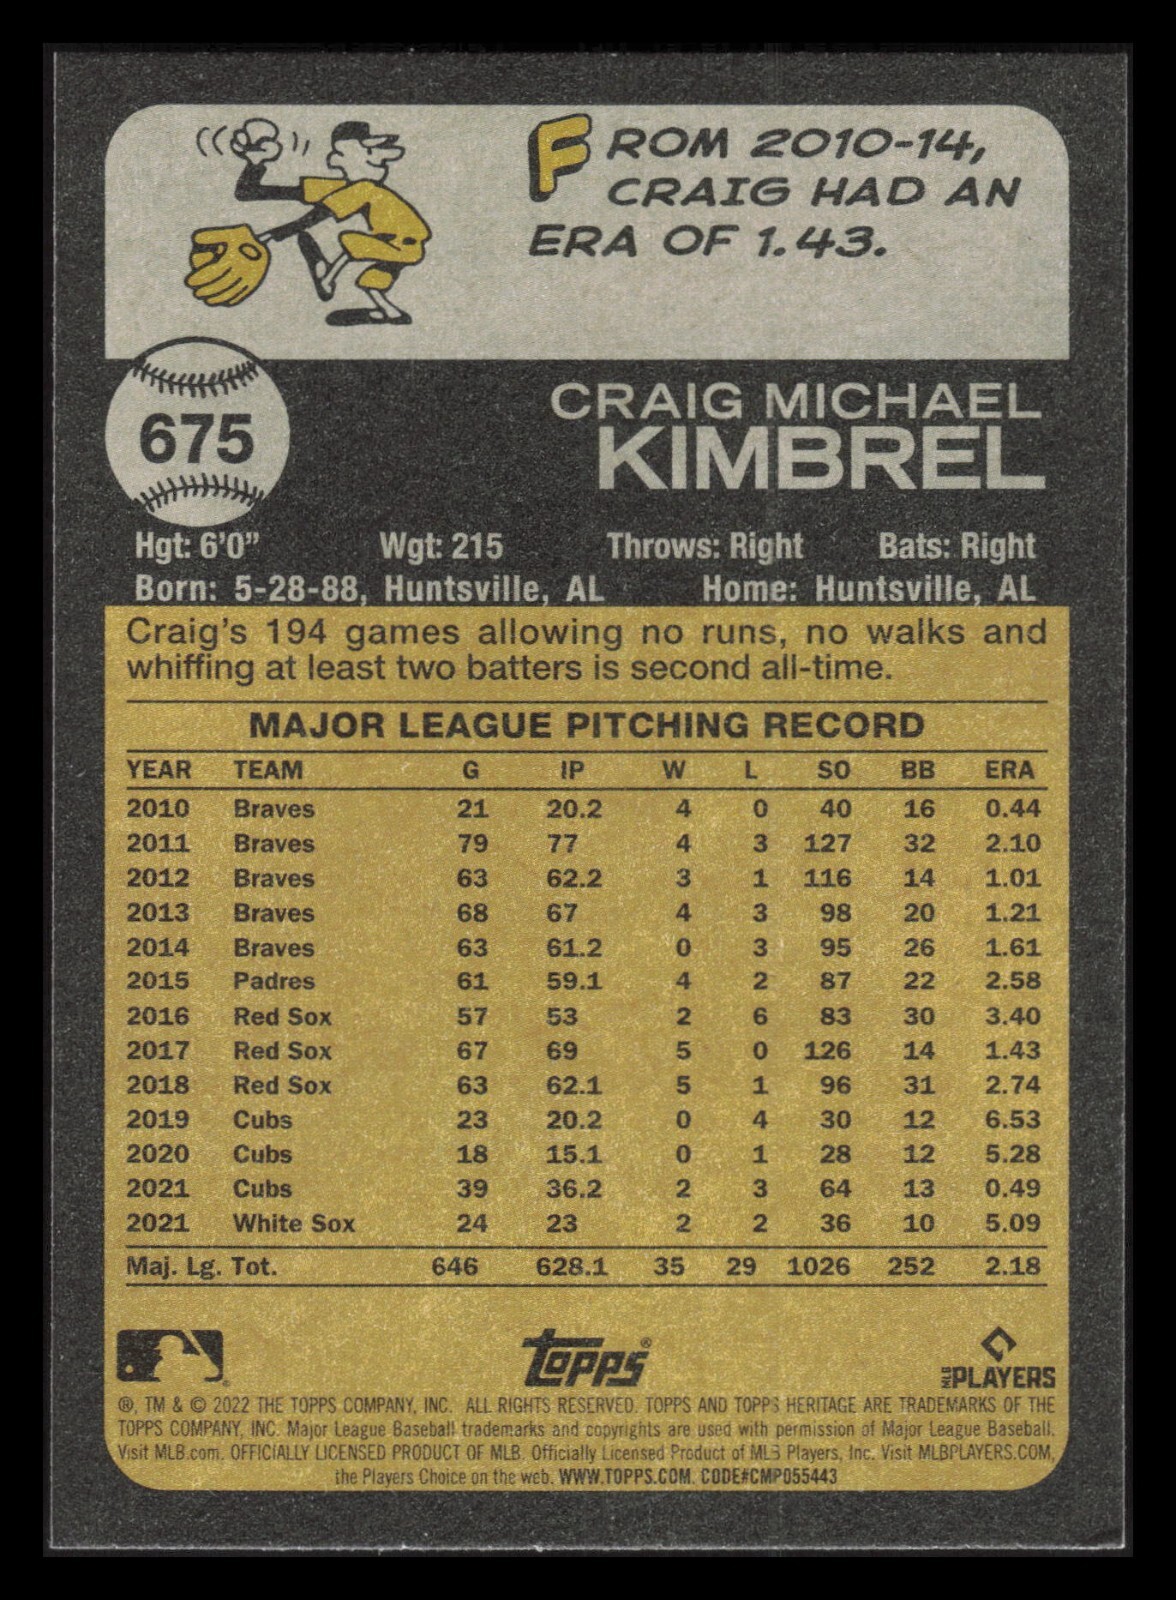 FROM 2010-14,
CRAIG HAD AN
ERA OF 1.43.
675
CRAIG MICHAEL
KIMBREL
Hgt: 6'0" Wgt: 215 Throws: Right Bats: Right
Born: 5-28-88, Huntsville, AL Home: Huntsville, AL
Craig's 194 games allowing no runs, no walks and
whiffing at least two batters is second all-time.
MAJOR LEAGUE PITCHING RECORD
YEAR TEAM G IP W L SO BB ERA
2010 Braves 21 20.2 4 0 40 16 0.44
2011 Braves 79 77 4 3 127 32 2.10
2012 Braves 63 62.2 3 1 116 14 1.01
2013 Braves 68 67 4 3 98 20 1.21
2014 Braves 63 61.2 0 3 95 26 1.61
2015 Padres 61 59.1 4 2 87 22 2.58
2016 Red Sox 57 53 2 6 83 30 3.40
2017 Red Sox 67 69 5 0 126 14 1.43
2018 Red Sox 63 62.1 5 1 96 31 2.74
2019 Cubs 23 20.2 0 4 30 12 6.53
2020 Cubs 18 15.1 0 1 28 12 5.28
2021 Cubs 39 36.2 2 3 64 13 0.49
2021 White Sox 24 23 2 2 36 10 5.09
Maj. Lg. Tot. 646 628.1 35 29 1026 252 2.18
Topps®
MLB PLAYERS
®, TM & © 2022 THE TOPPS COMPANY, INC. ALL RIGHTS RESERVED. TOPPS AND TOPPS HERITAGE ARE TRADEMARKS OF THE
TOPPS COMPANY, INC. Major League Baseball trademarks and copyrights are used with permission of Major League Baseball.
Visit MLB.com. OFFICIALLY LICENSED PRODUCT OF MLB. Officially Licensed Product of MLB Players, Inc. Visit MLBPLAYERS.COM,
the Players Choice on the web. WWW.TOPPS.COM. CODE#CMP055443